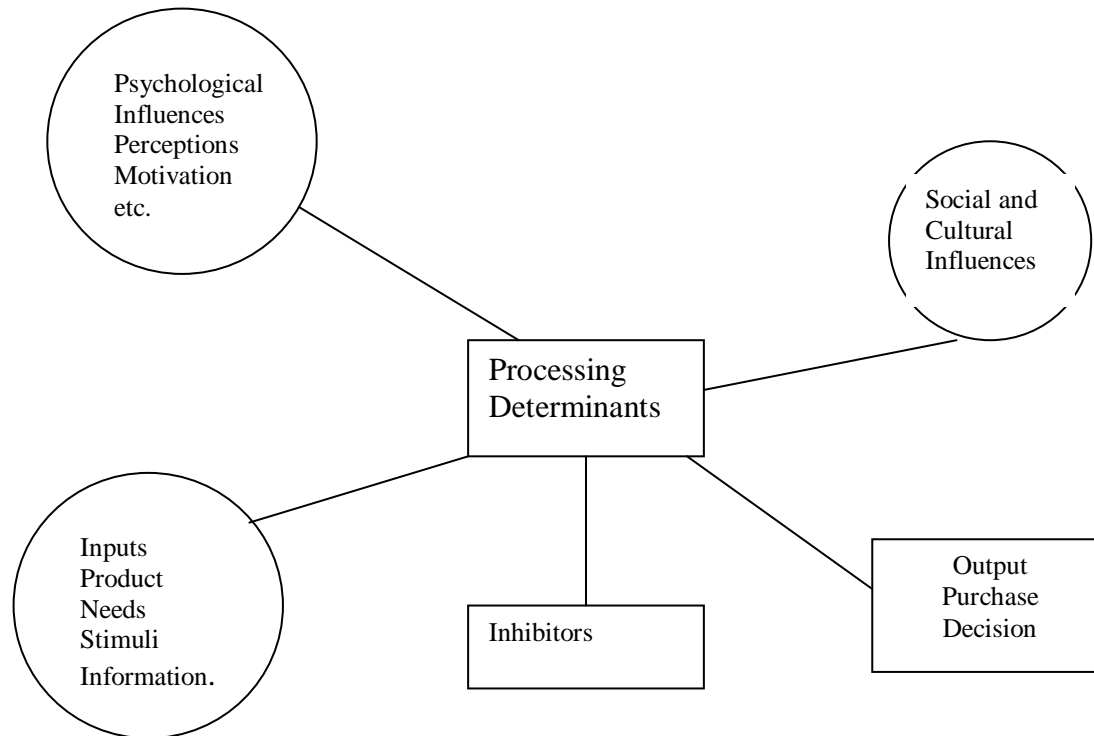 Psychological
Influences
Perceptions
Motivation
etc.
Social and
Cultural
Influences
Processing
Determinants
Inputs
Product
Needs
Stimuli
Information.
Inhibitors
Output
Purchase
Decision